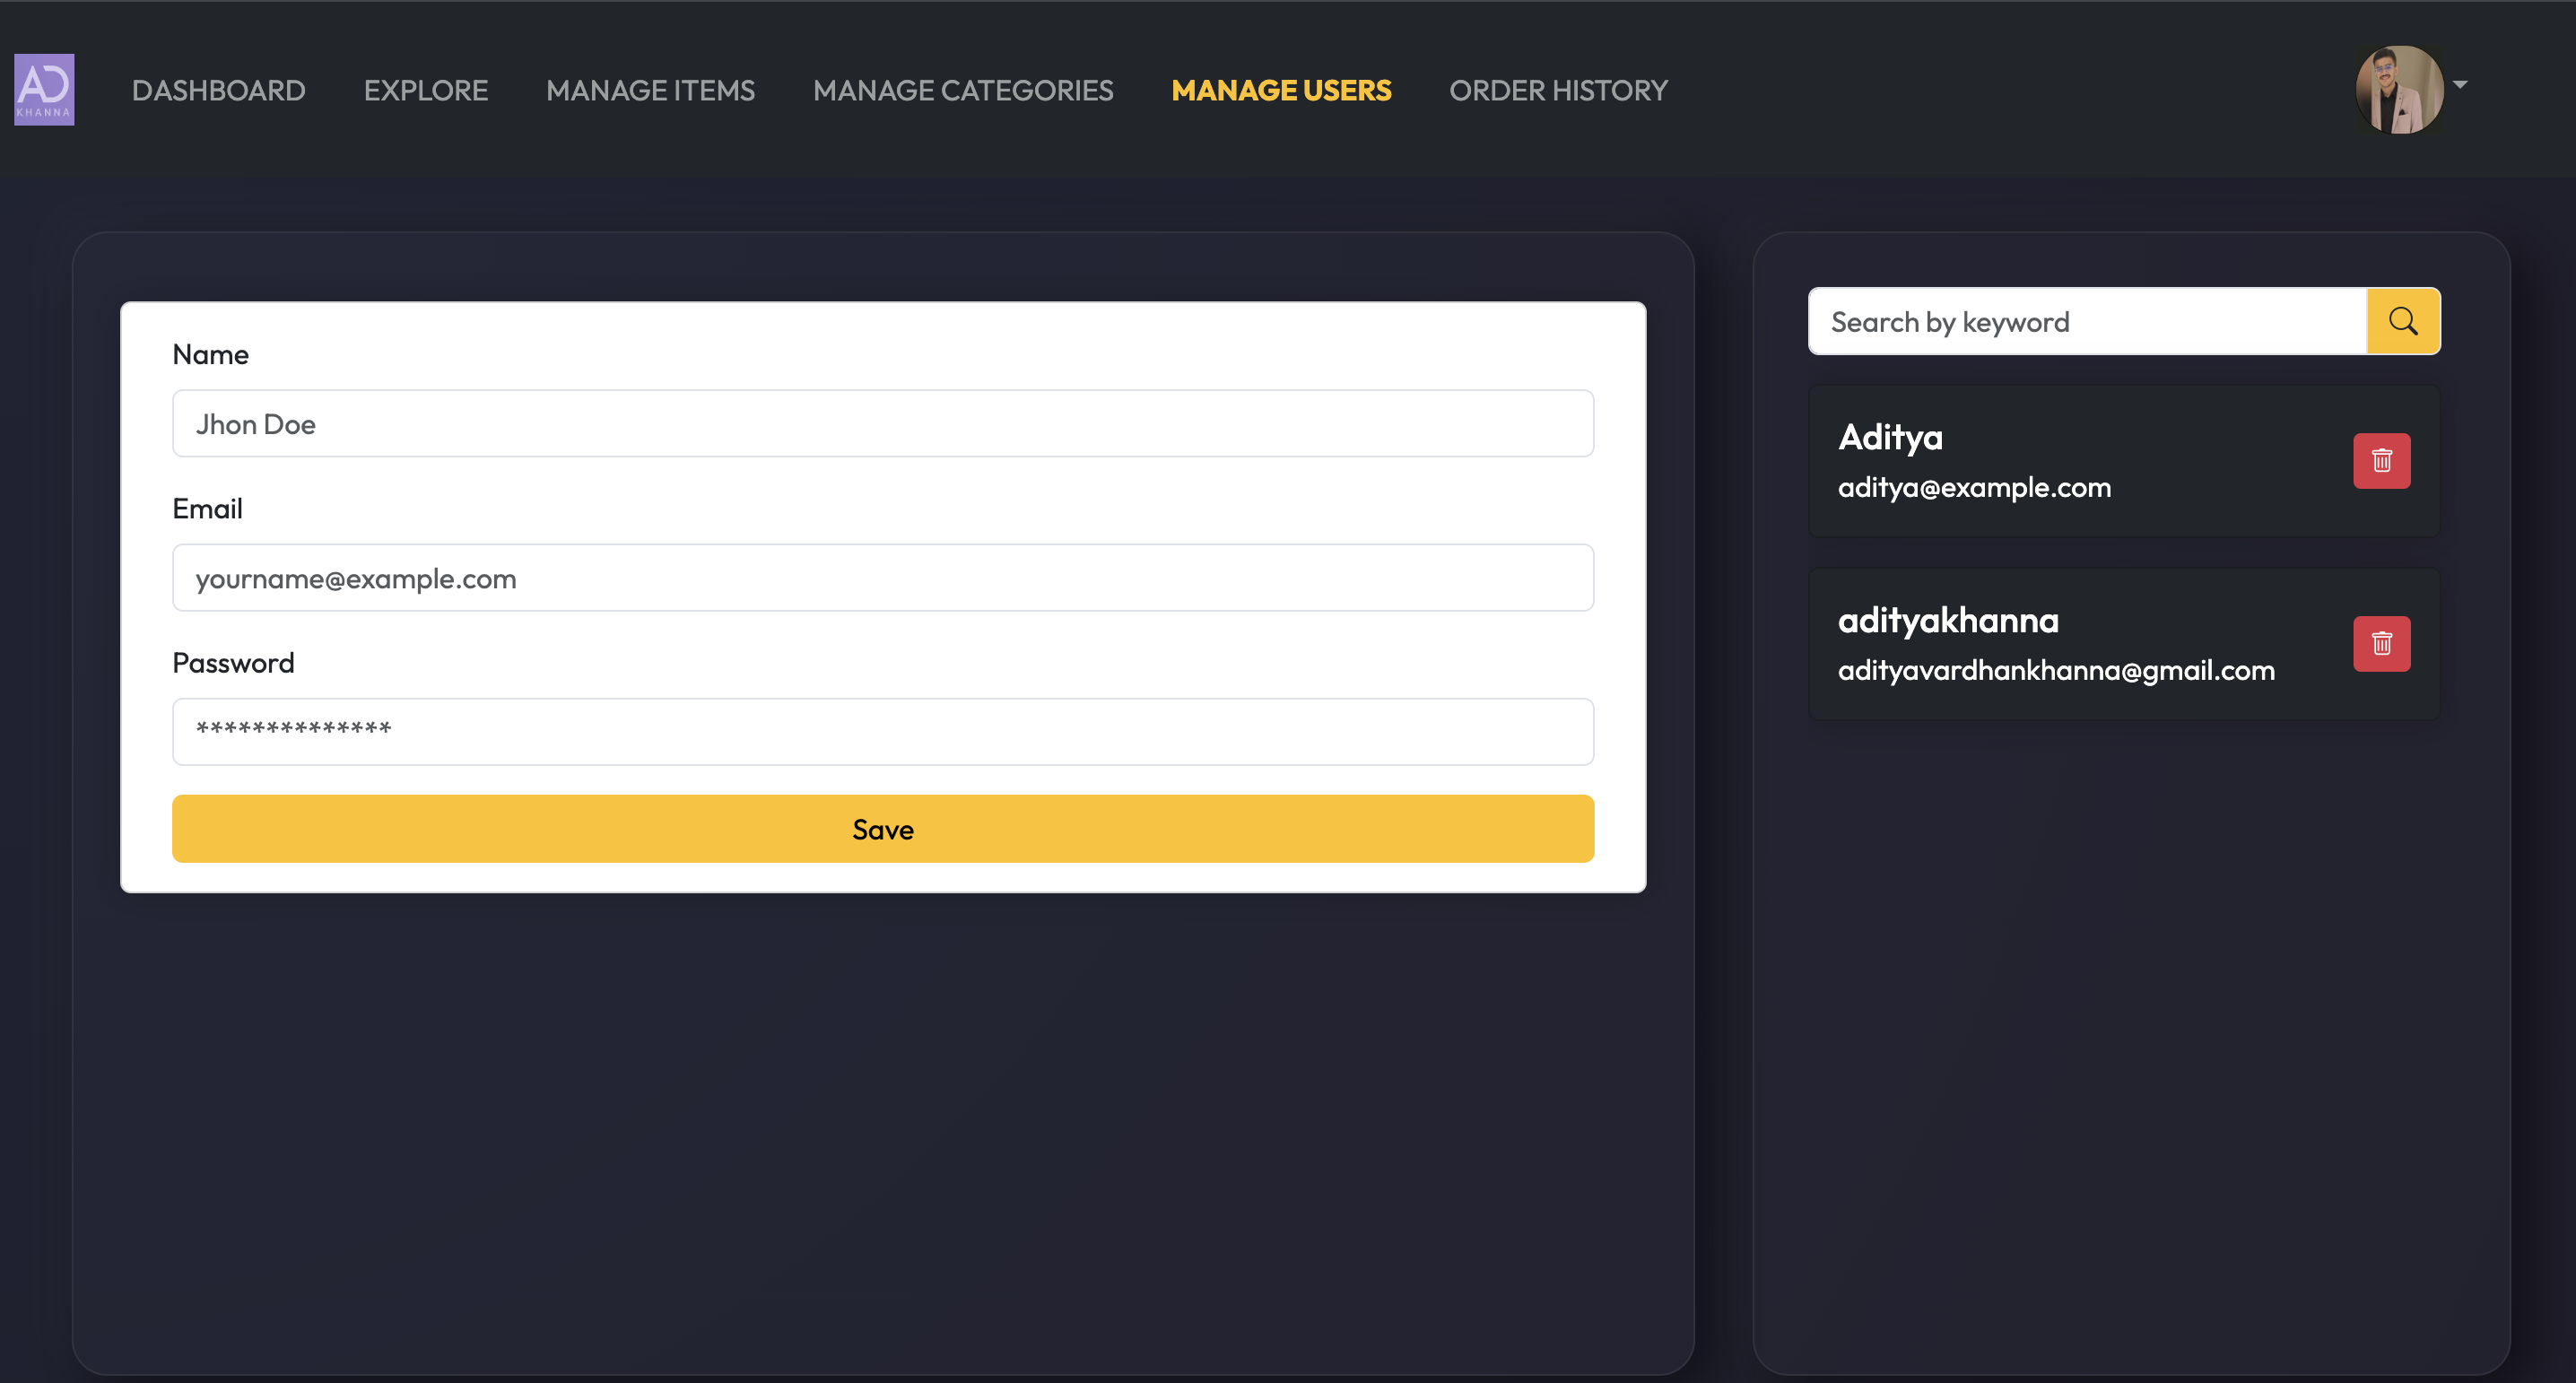 AD
KHANNA
DASHBOARD
EXPLORE
MANAGE ITEMS
MANAGE CATEGORIES
MANAGE USERS
ORDER HISTORY
Name
Jhon Doe
Email
yourname@example.com
Password
**************
Save
Search by keyword
Aditya
aditya@example.com
adityakhanna
adityavardhankhanna@gmail.com